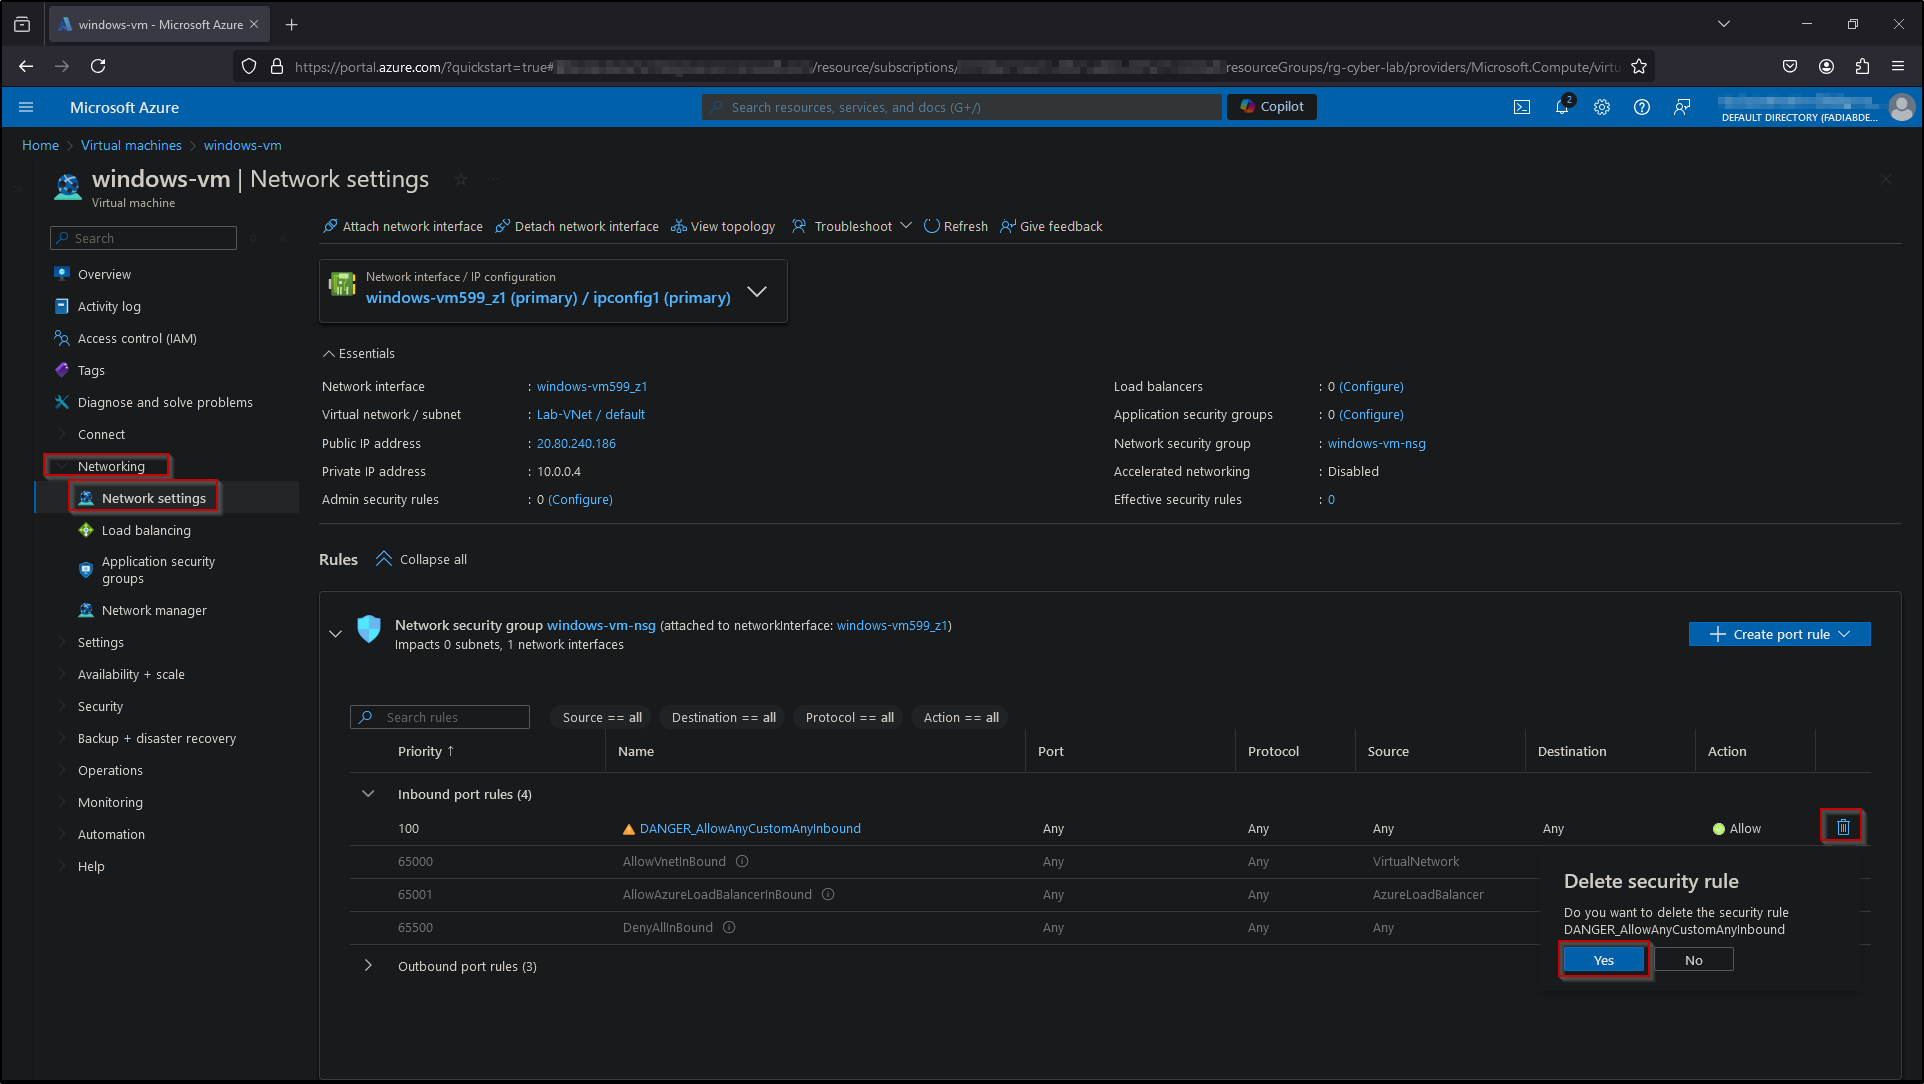 windows-vm - Microsoft Azure
https://portal.azure.com/?quickstart=true# /resource/subscriptions/ resourceGroups/rg-cyber-lab/providers/Microsoft.Compute/virtu
Microsoft Azure
Search resources, services, and docs (G+/)
Copilot
2
DEFAULT DIRECTORY (FADIABDE...
Home > Virtual machines > windows-vm
windows-vm | Network settings
Virtual machine
Search
Attach network interface
Detach network interface
View topology
Troubleshoot
Refresh
Give feedback
Overview
Activity log
Access control (IAM)
Tags
Diagnose and solve problems
Connect
Networking
Network settings
Load balancing
Application security
groups
Network manager
Settings
Availability + scale
Security
Backup + disaster recovery
Operations
Monitoring
Automation
Help
Network interface / IP configuration
windows-vm599_z1 (primary) / ipconfig1 (primary)
Essentials
Network interface : windows-vm599_z1
Virtual network / subnet : Lab-VNet / default
Public IP address : 20.80.240.186
Private IP address : 10.0.0.4
Admin security rules : 0 (Configure)
Load balancers : 0 (Configure)
Application security groups : 0 (Configure)
Network security group : windows-vm-nsg
Accelerated networking : Disabled
Effective security rules : 0
Rules
Collapse all
Network security group windows-vm-nsg (attached to networkInterface: windows-vm599_z1)
Impacts 0 subnets, 1 network interfaces
Create port rule
Search rules
Source == all
Destination == all
Protocol == all
Action == all
Priority ↑ Name Port Protocol Source Destination Action
Inbound port rules (4)
100 DANGER_AllowAnyCustomAnyInbound Any Any Any Any Allow
65000 AllowVnetInBound Any Any VirtualNetwork
65001 AllowAzureLoadBalancerInBound Any Any AzureLoadBalancer
65500 DenyAllInBound Any Any Any
Outbound port rules (3)
Delete security rule
Do you want to delete the security rule
DANGER_AllowAnyCustomAnyInbound
Yes
No